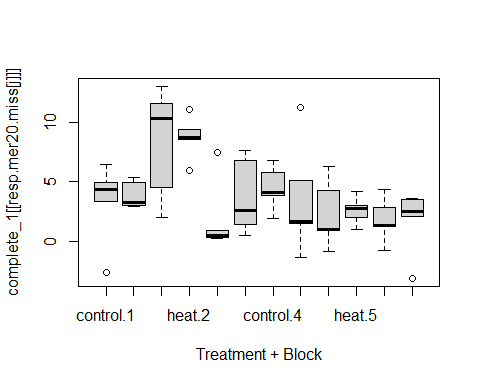 complete_1[[resp.mer20.miss[j]]]
10
5
0
control.1 heat.2 control.4 heat.5
Treatment + Block